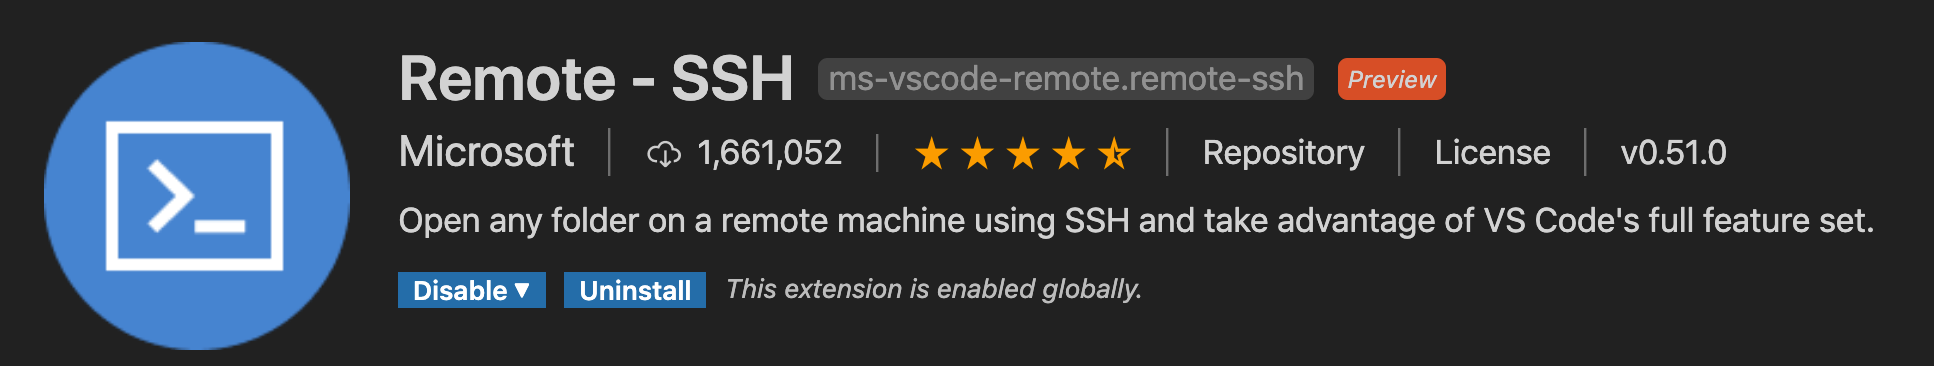 Remote - SSH ms-vscode-remote.remote-ssh Preview
Microsoft 1,661,052 Repository License v0.51.0
Open any folder on a remote machine using SSH and take advantage of VS Code's full feature set.
Disable Uninstall This extension is enabled globally.